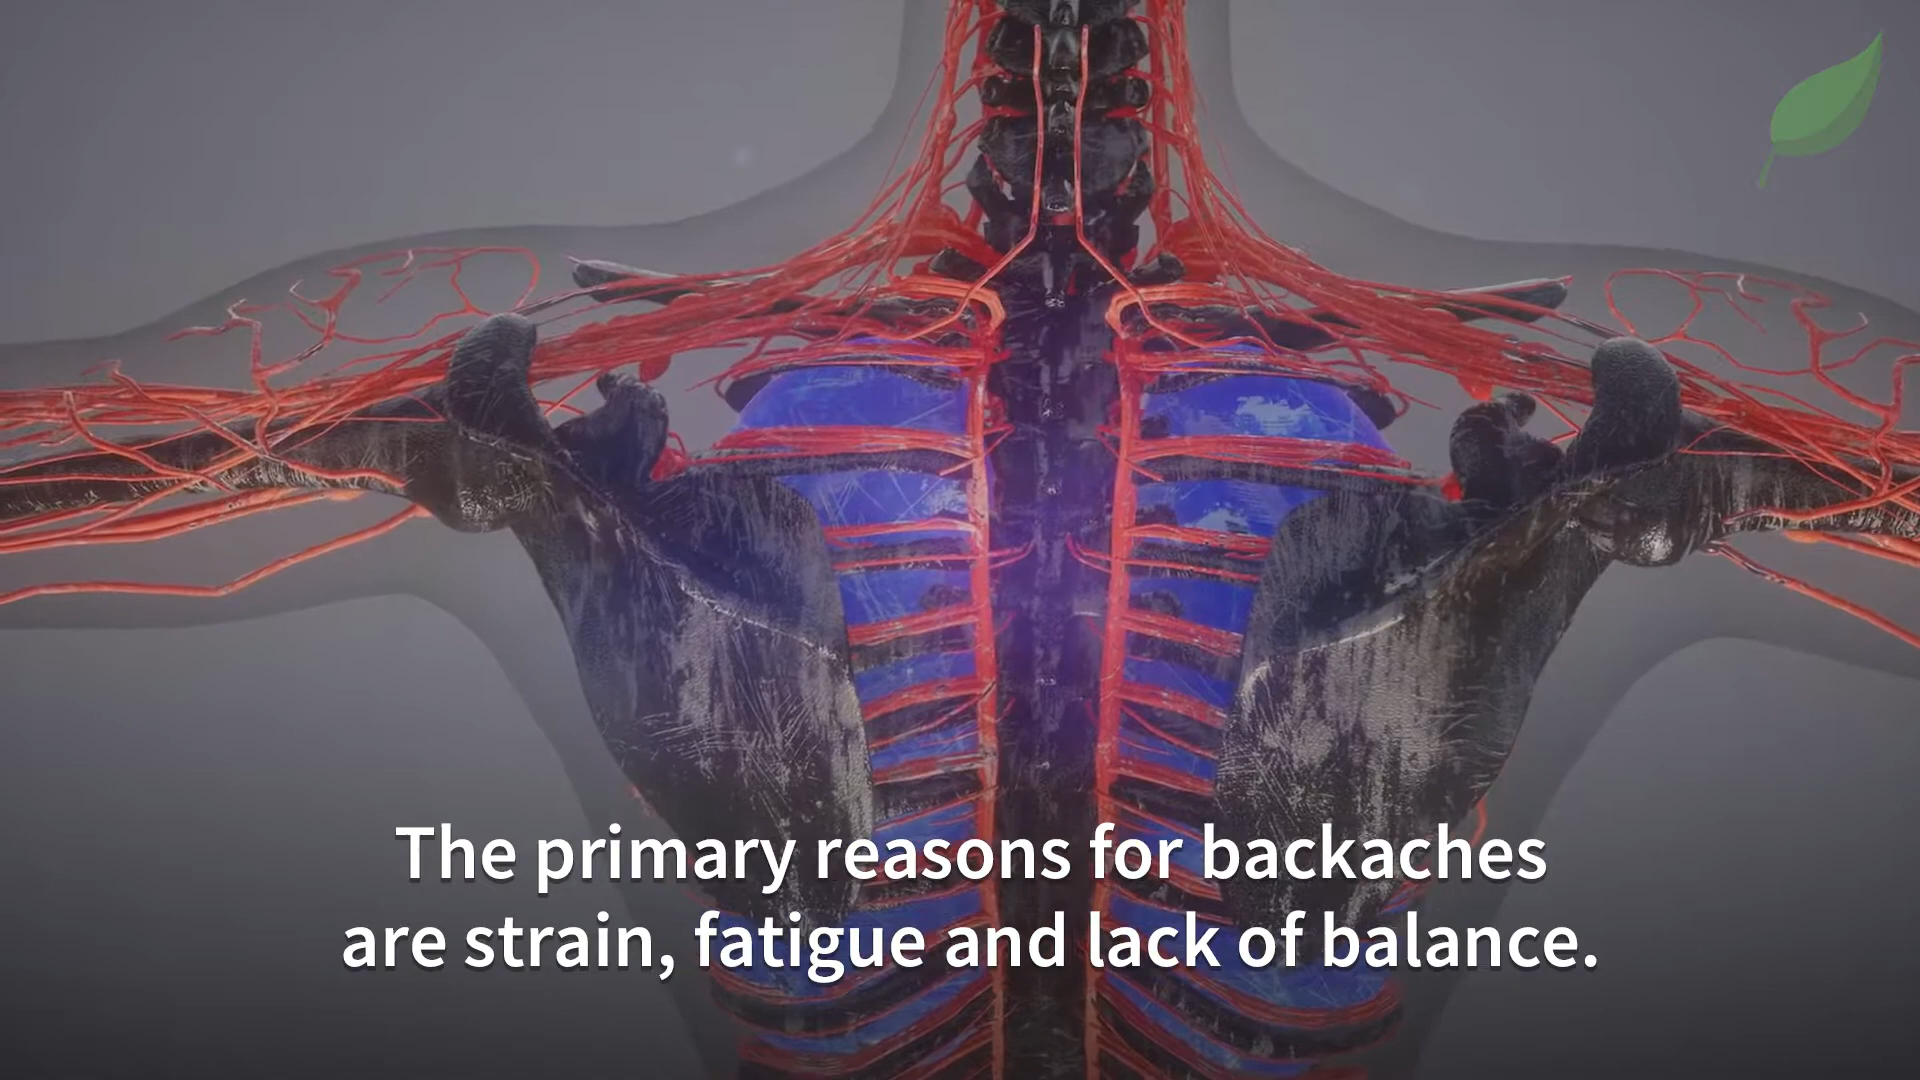 The primary reasons for backaches
are strain, fatigue and lack of balance.